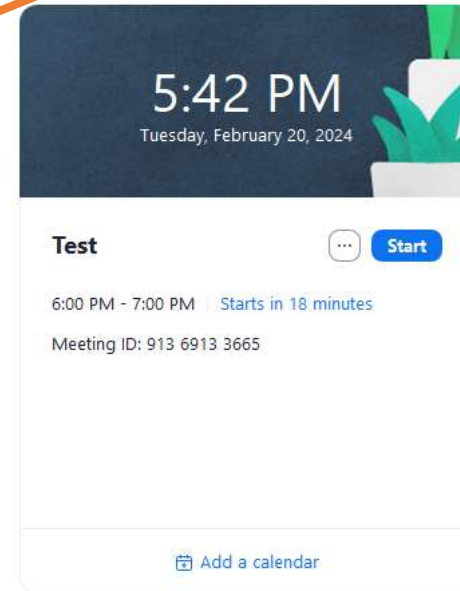 5:42 PM
Tuesday, February 20, 2024
Test
... Start
6:00 PM - 7:00 PM Starts in 18 minutes
Meeting ID: 913 6913 3665
Add a calendar